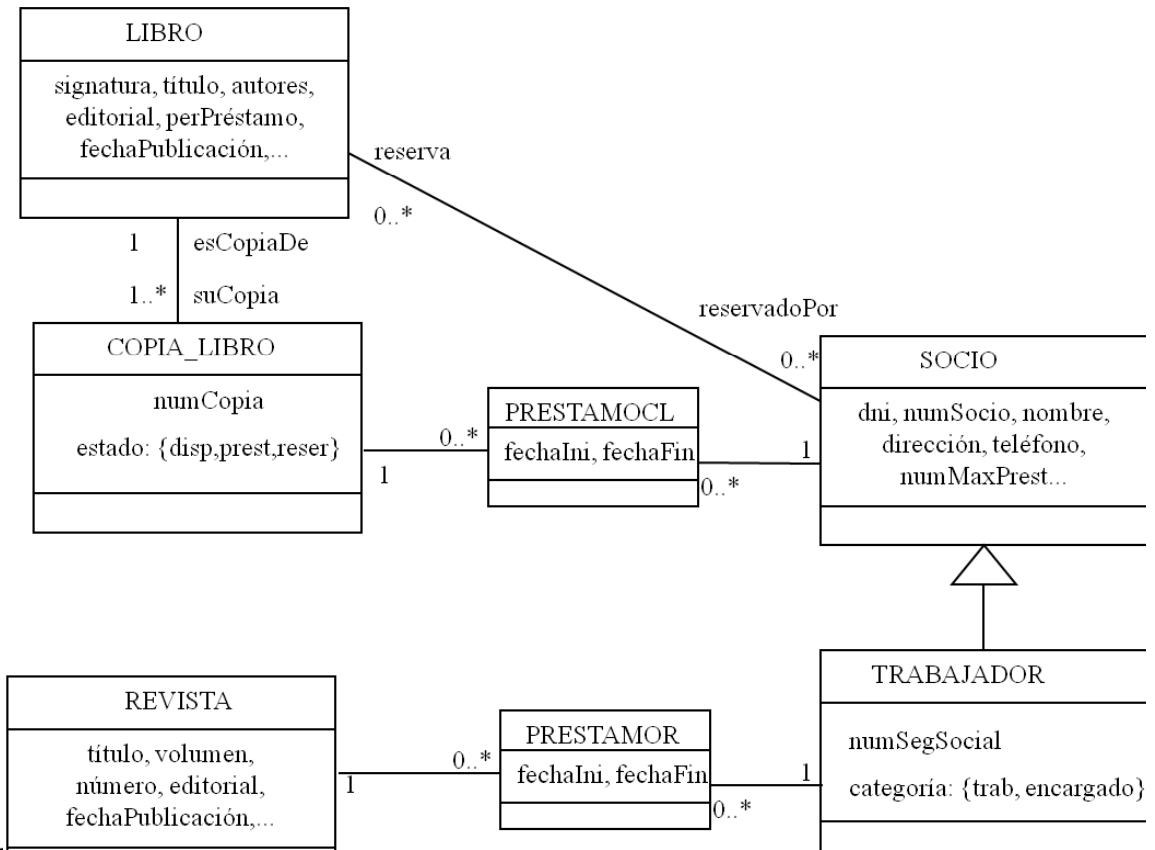 LIBRO
signatura, título, autores,
editorial, perPréstamo,
fechaPublicación,...
reserva
0..*
1
esCopiaDe
1..*
suCopia
reservadoPor
0..*
COPIA_LIBRO
numCopia
estado: {disp,prest,reser}
0..*
1
PRESTAMOCL
fechaIni, fechaFin
1
0..*
SOCIO
dni, numSocio, nombre,
dirección, teléfono,
numMaxPrest...
TRABAJADOR
numSegSocial
categoría: {trab, encargado}
REVISTA
título, volumen,
número, editorial,
fechaPublicación,...
0..*
1
PRESTAMOR
fechaIni, fechaFin
1
0..*